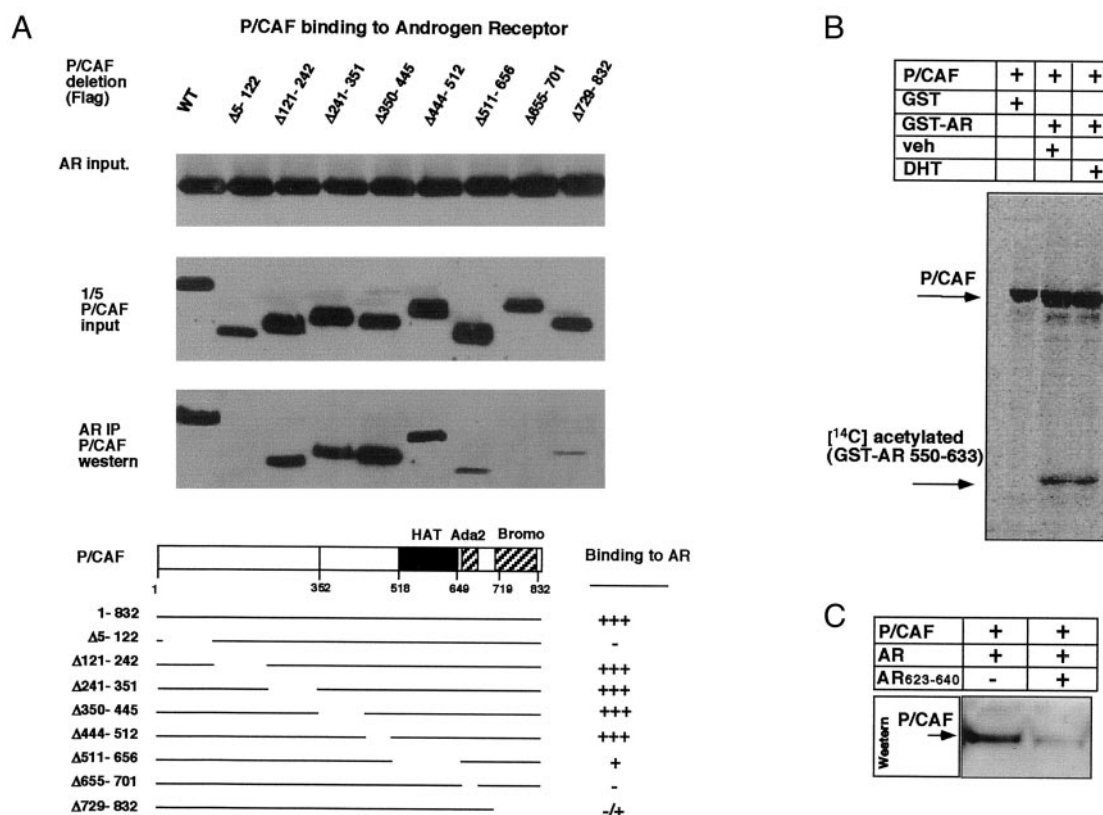 A
P/CAF binding to Androgen Receptor
P/CAF
deletion
(Flag)
WT
Δ5- 122
Δ121- 242
Δ241- 351
Δ350- 445
Δ444- 512
Δ511- 656
Δ655- 701
Δ729- 832
AR input.
1/5
P/CAF
input
AR IP
P/CAF
western
HAT Ada2 Bromo
P/CAF
Binding to AR
1 352 518 649 719 832
1- 832 +++
Δ5- 122 -
Δ121- 242 +++
Δ241- 351 +++
Δ350- 445 +++
Δ444- 512 +++
Δ511- 656 +
Δ655- 701 -
Δ729- 832 -/+
B
P/CAF + + +
GST +
GST-AR + +
veh +
DHT +
P/CAF
[14C] acetylated
(GST-AR 550-633)
C
P/CAF + +
AR + +
AR623-640 - +
Western
P/CAF